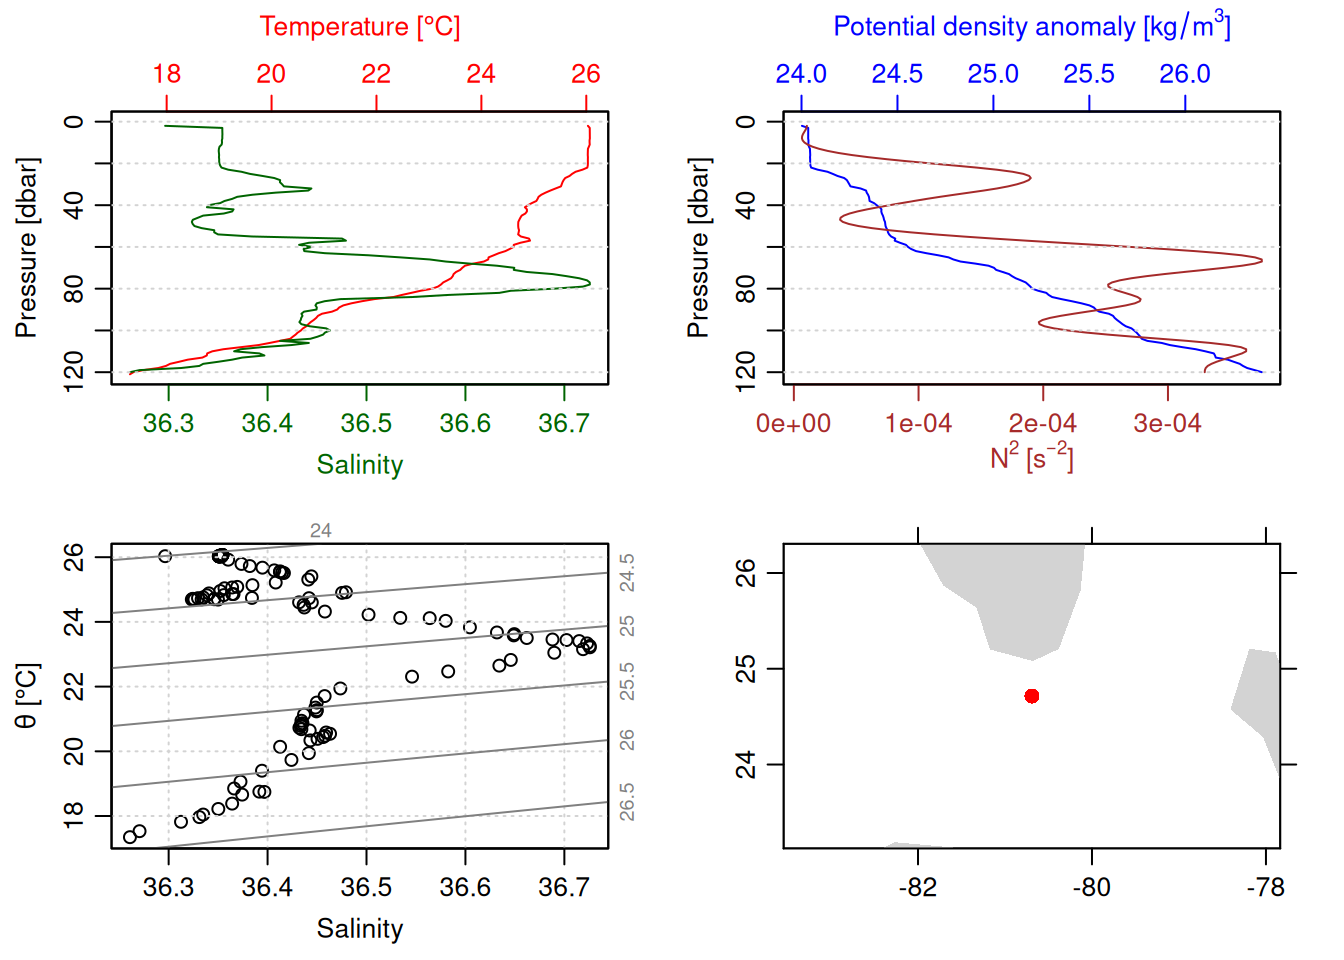 Temperature [°C]
18 20 22 24 26
Pressure [dbar]
0 40 80 120
36.3 36.4 36.5 36.6 36.7
Salinity
Potential density anomaly [kg/m³]
24.0 24.5 25.0 25.5 26.0
Pressure [dbar]
0 40 80 120
0e+00 1e-04 2e-04 3e-04
N² [s⁻²]
24
θ [°C]
26 24 22 20 18
24.5 25 25.5 26 26.5
36.3 36.4 36.5 36.6 36.7
Salinity
26 25 24
-82 -80 -78